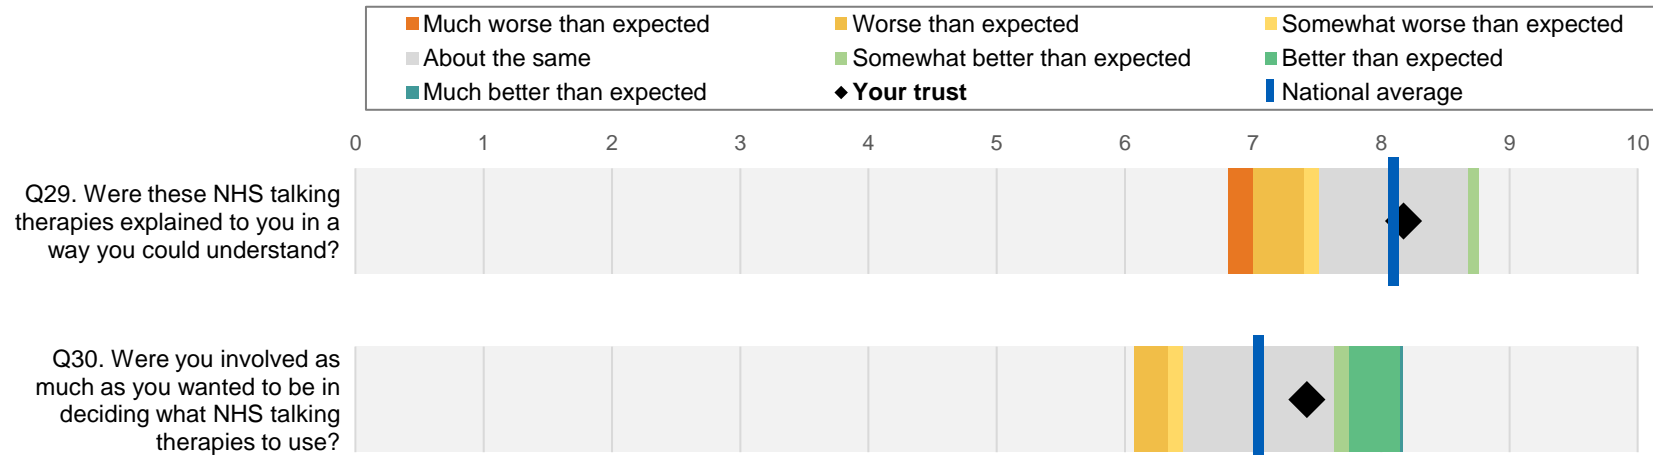 Much worse than expected Worse than expected Somewhat worse than expected
About the same Somewhat better than expected Better than expected
Much better than expected Your trust National average
0 1 2 3 4 5 6 7 8 9 10
Q29. Were these NHS talking
therapies explained to you in a
way you could understand?
Q30. Were you involved as
much as you wanted to be in
deciding what NHS talking
therapies to use?